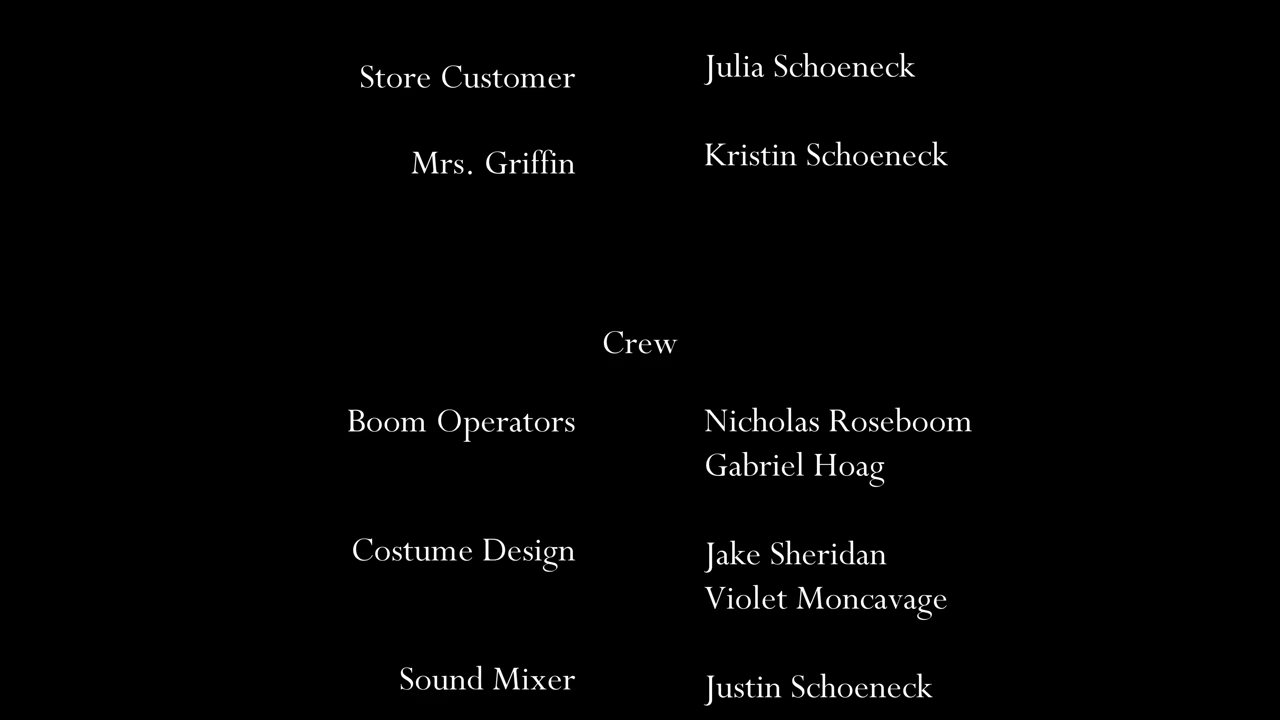 Store Customer Julia Schoeneck
Mrs. Griffin Kristin Schoeneck
Crew
Boom Operators Nicholas Roseboom
Gabriel Hoag
Costume Design Jake Sheridan
Violet Moncavage
Sound Mixer Justin Schoeneck